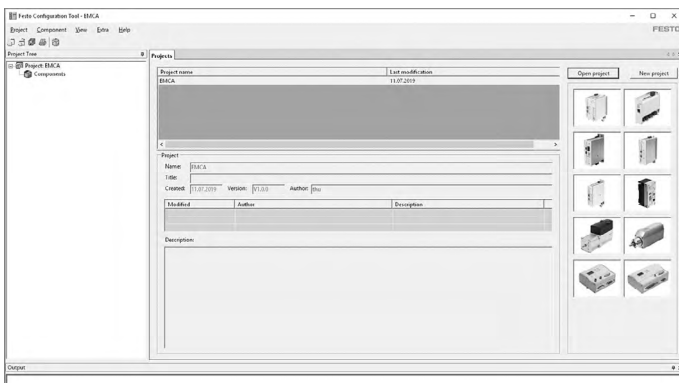 Festo Configuration Tool - EMCA
Project Component View Extra Help
FESTO
Project Tree
Projects
Project: EMCA
Components
Project name Last modification
EMCA 11.07.2019
Open project New project
Project
Name: EMCA
Title:
Created: 11.07.2019 Version: V1.0.0 Author: tho
Modified Author Description
Description:
Output